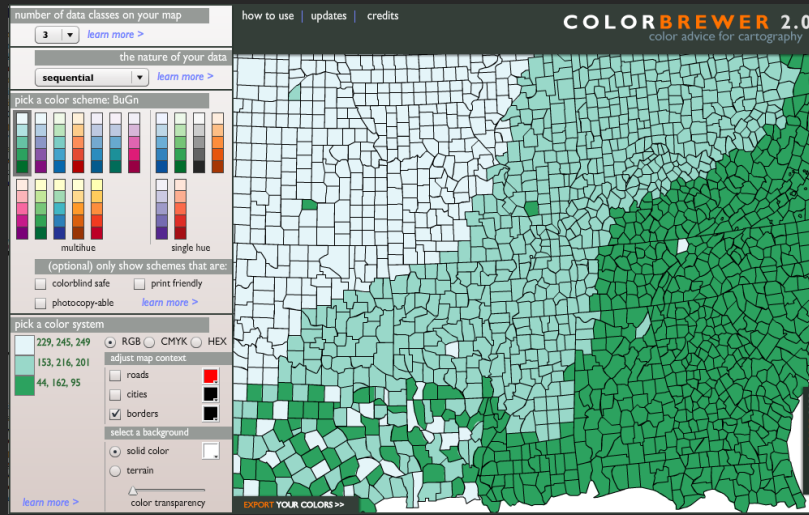 number of data classes on your map
3
learn more >
the nature of your data
sequential
learn more >
pick a color scheme: BuGn
multihue
single hue
(optional) only show schemes that are:
colorblind safe
print friendly
photocopy-able
learn more >
pick a color system
229, 245, 249
153, 216, 201
44, 162, 95
RGB
CMYK
HEX
adjust map context
roads
cities
borders
select a background
solid color
terrain
color transparency
learn more >
how to use | updates | credits
COLORBREWER 2.0
color advice for cartography
EXPORT YOUR COLORS >>